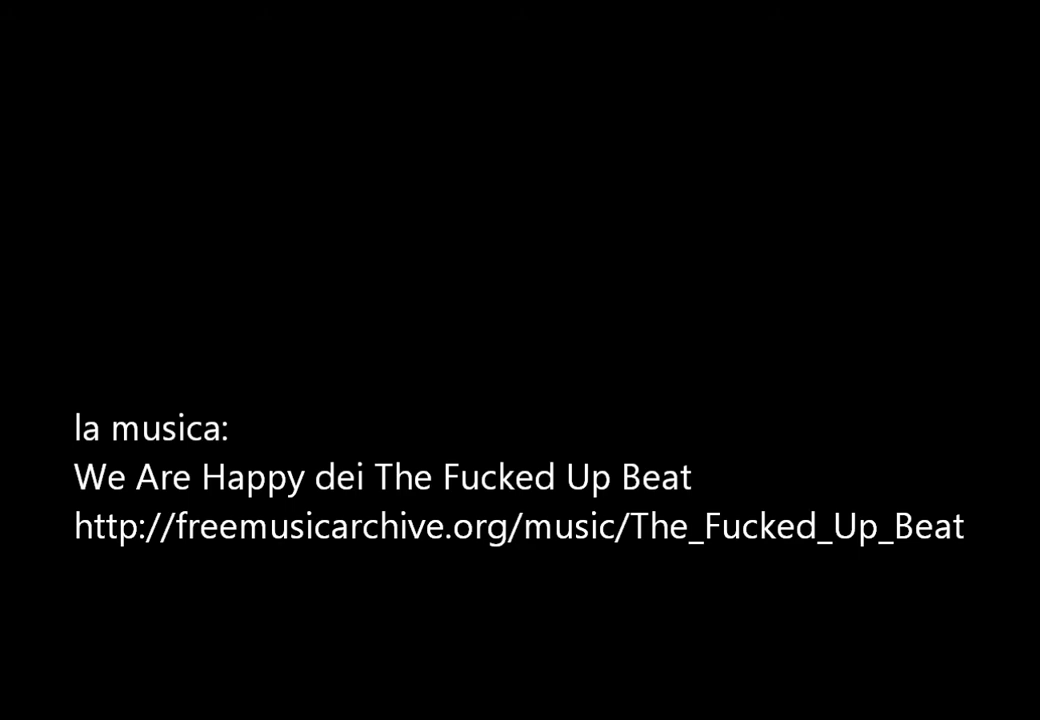 la musica:
We Are Happy dei The Fucked Up Beat
http://freemusicarchive.org/music/The_Fucked_Up_Beat